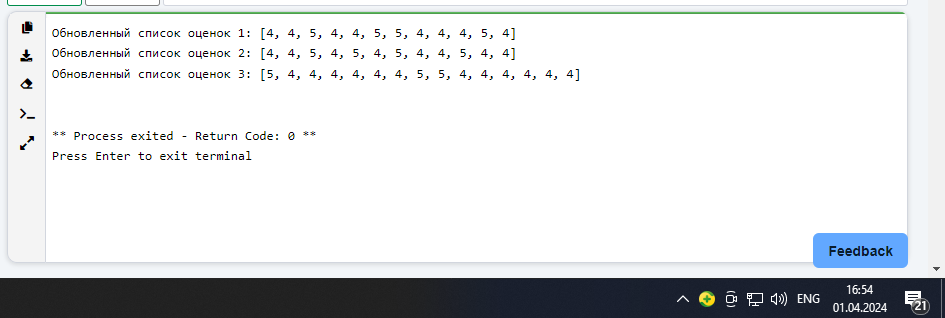 Обновленный список оценок 1: [4, 4, 5, 4, 4, 5, 5, 4, 4, 4, 5, 4]
Обновленный список оценок 2: [4, 4, 5, 4, 5, 4, 5, 4, 4, 5, 4, 4]
Обновленный список оценок 3: [5, 4, 4, 4, 4, 4, 4, 5, 5, 4, 4, 4, 4, 4, 4]
** Process exited - Return Code: 0 **
Press Enter to exit terminal
Feedback
ENG
16:54
01.04.2024
21